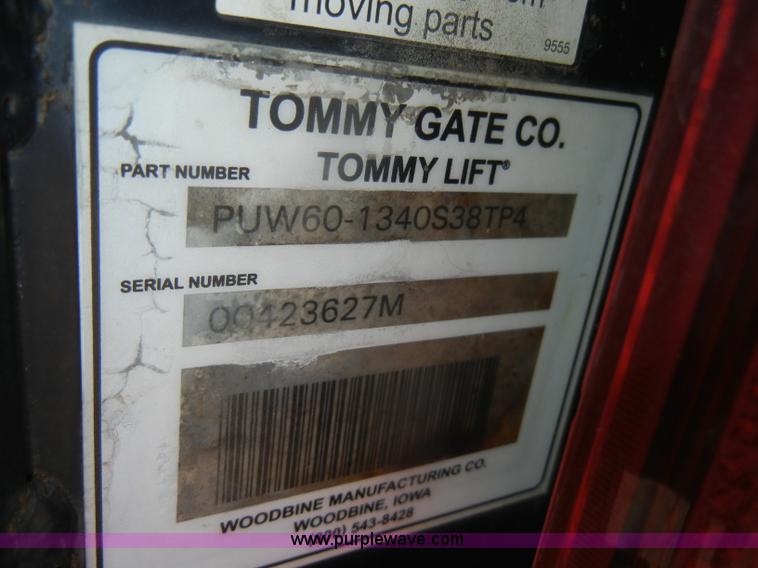 moving parts
9555
TOMMY GATE CO.
PART NUMBER
TOMMY LIFT®
PUW60-1340S38TP4
SERIAL NUMBER
00423627M
WOODBINE MANUFACTURING CO.
WOODBINE, IOWA
543-8428
www.purplewave.com